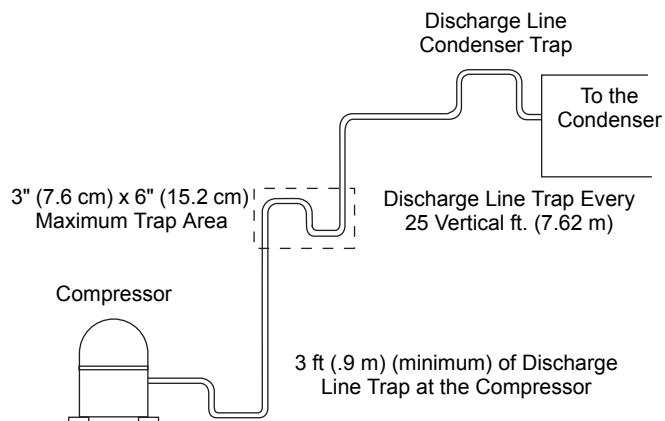 Discharge Line
Condenser Trap
To the
Condenser
3" (7.6 cm) x 6" (15.2 cm)
Maximum Trap Area
Discharge Line Trap Every
25 Vertical ft. (7.62 m)
Compressor
3 ft (.9 m) (minimum) of Discharge
Line Trap at the Compressor